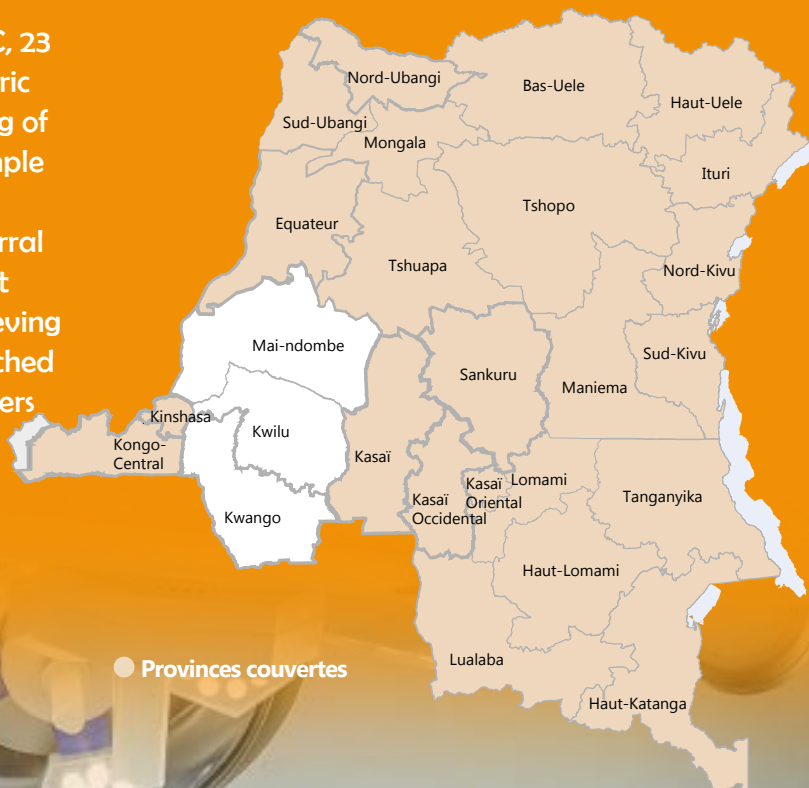 C, 23
ric
g of
ple
rral
t
eving
ched
ers
Nord-Ubangi
Bas-Uele
Haut-Uele
Sud-Ubangi
Mongala
Ituri
Tshopo
Equateur
Tshuapa
Nord-Kivu
Mai-ndombe
Sud-Kivu
Sankuru
Maniema
Kinshasa
Kwilu
Kongo-
Central
Kasaï
Kasaï
Occidental
Kasaï
Oriental
Lomami
Tanganyika
Kwango
Haut-Lomami
Lualaba
Haut-Katanga
Provinces couvertes